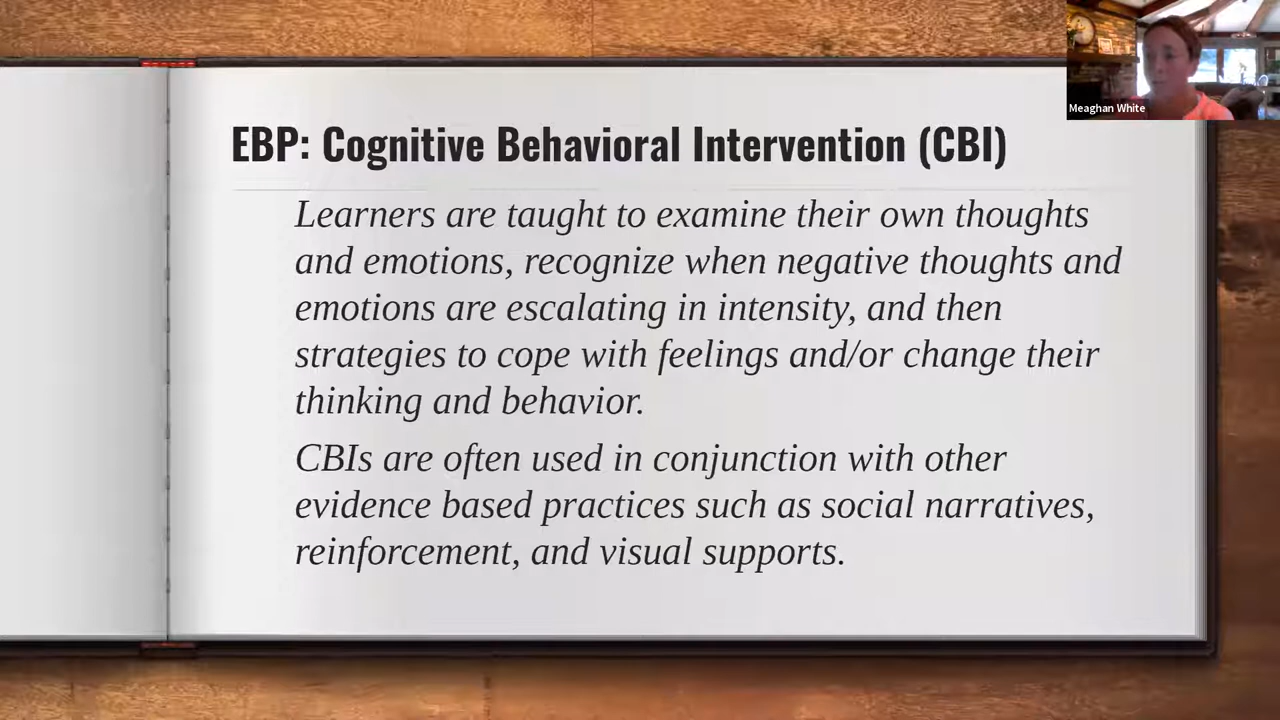 Meaghan White
EBP: Cognitive Behavioral Intervention (CBI)
Learners are taught to examine their own thoughts
and emotions, recognize when negative thoughts and
emotions are escalating in intensity, and then
strategies to cope with feelings and/or change their
thinking and behavior.
CBIs are often used in conjunction with other
evidence based practices such as social narratives,
reinforcement, and visual supports.